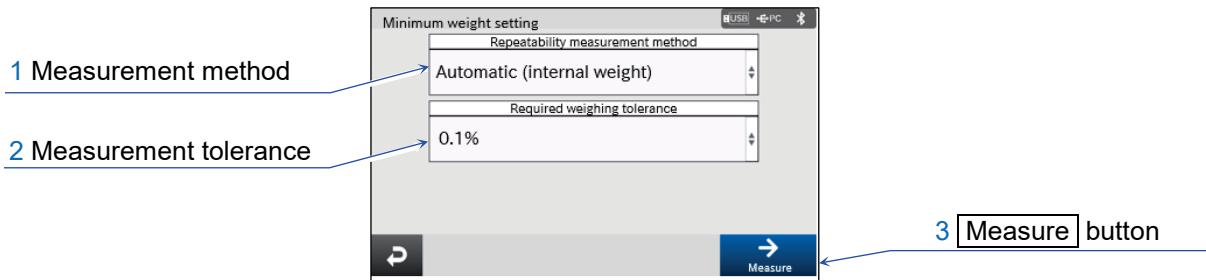 Minimum weight setting
USB PC
Repeatability measurement method
1 Measurement method
Automatic (internal weight)
Required weighing tolerance
2 Measurement tolerance
0.1%
3 Measure button
Measure